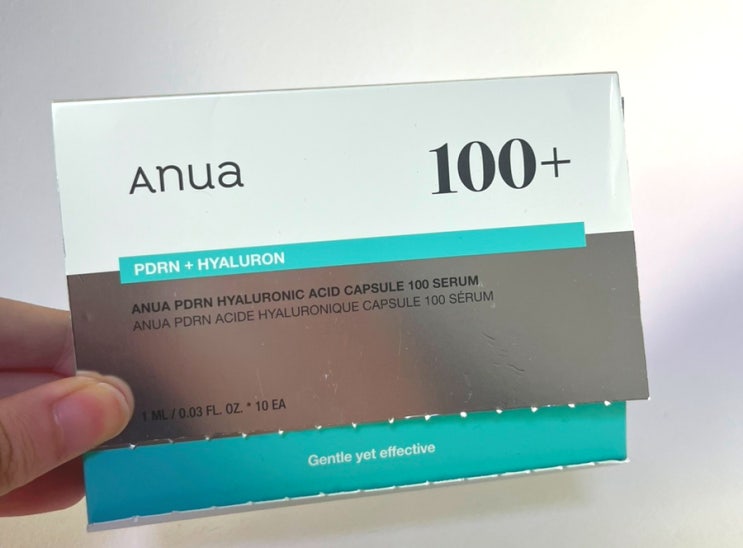 Anua
100+
PDRN + HYALURON
ANUA PDRN HYALURONIC ACID CAPSULE 100 SERUM
ANUA PDRN ACIDE HYALURONIQUE CAPSULE 100 SÉRUM
1 ML / 0.03 FL. OZ. * 10 EA
Gentle yet effective